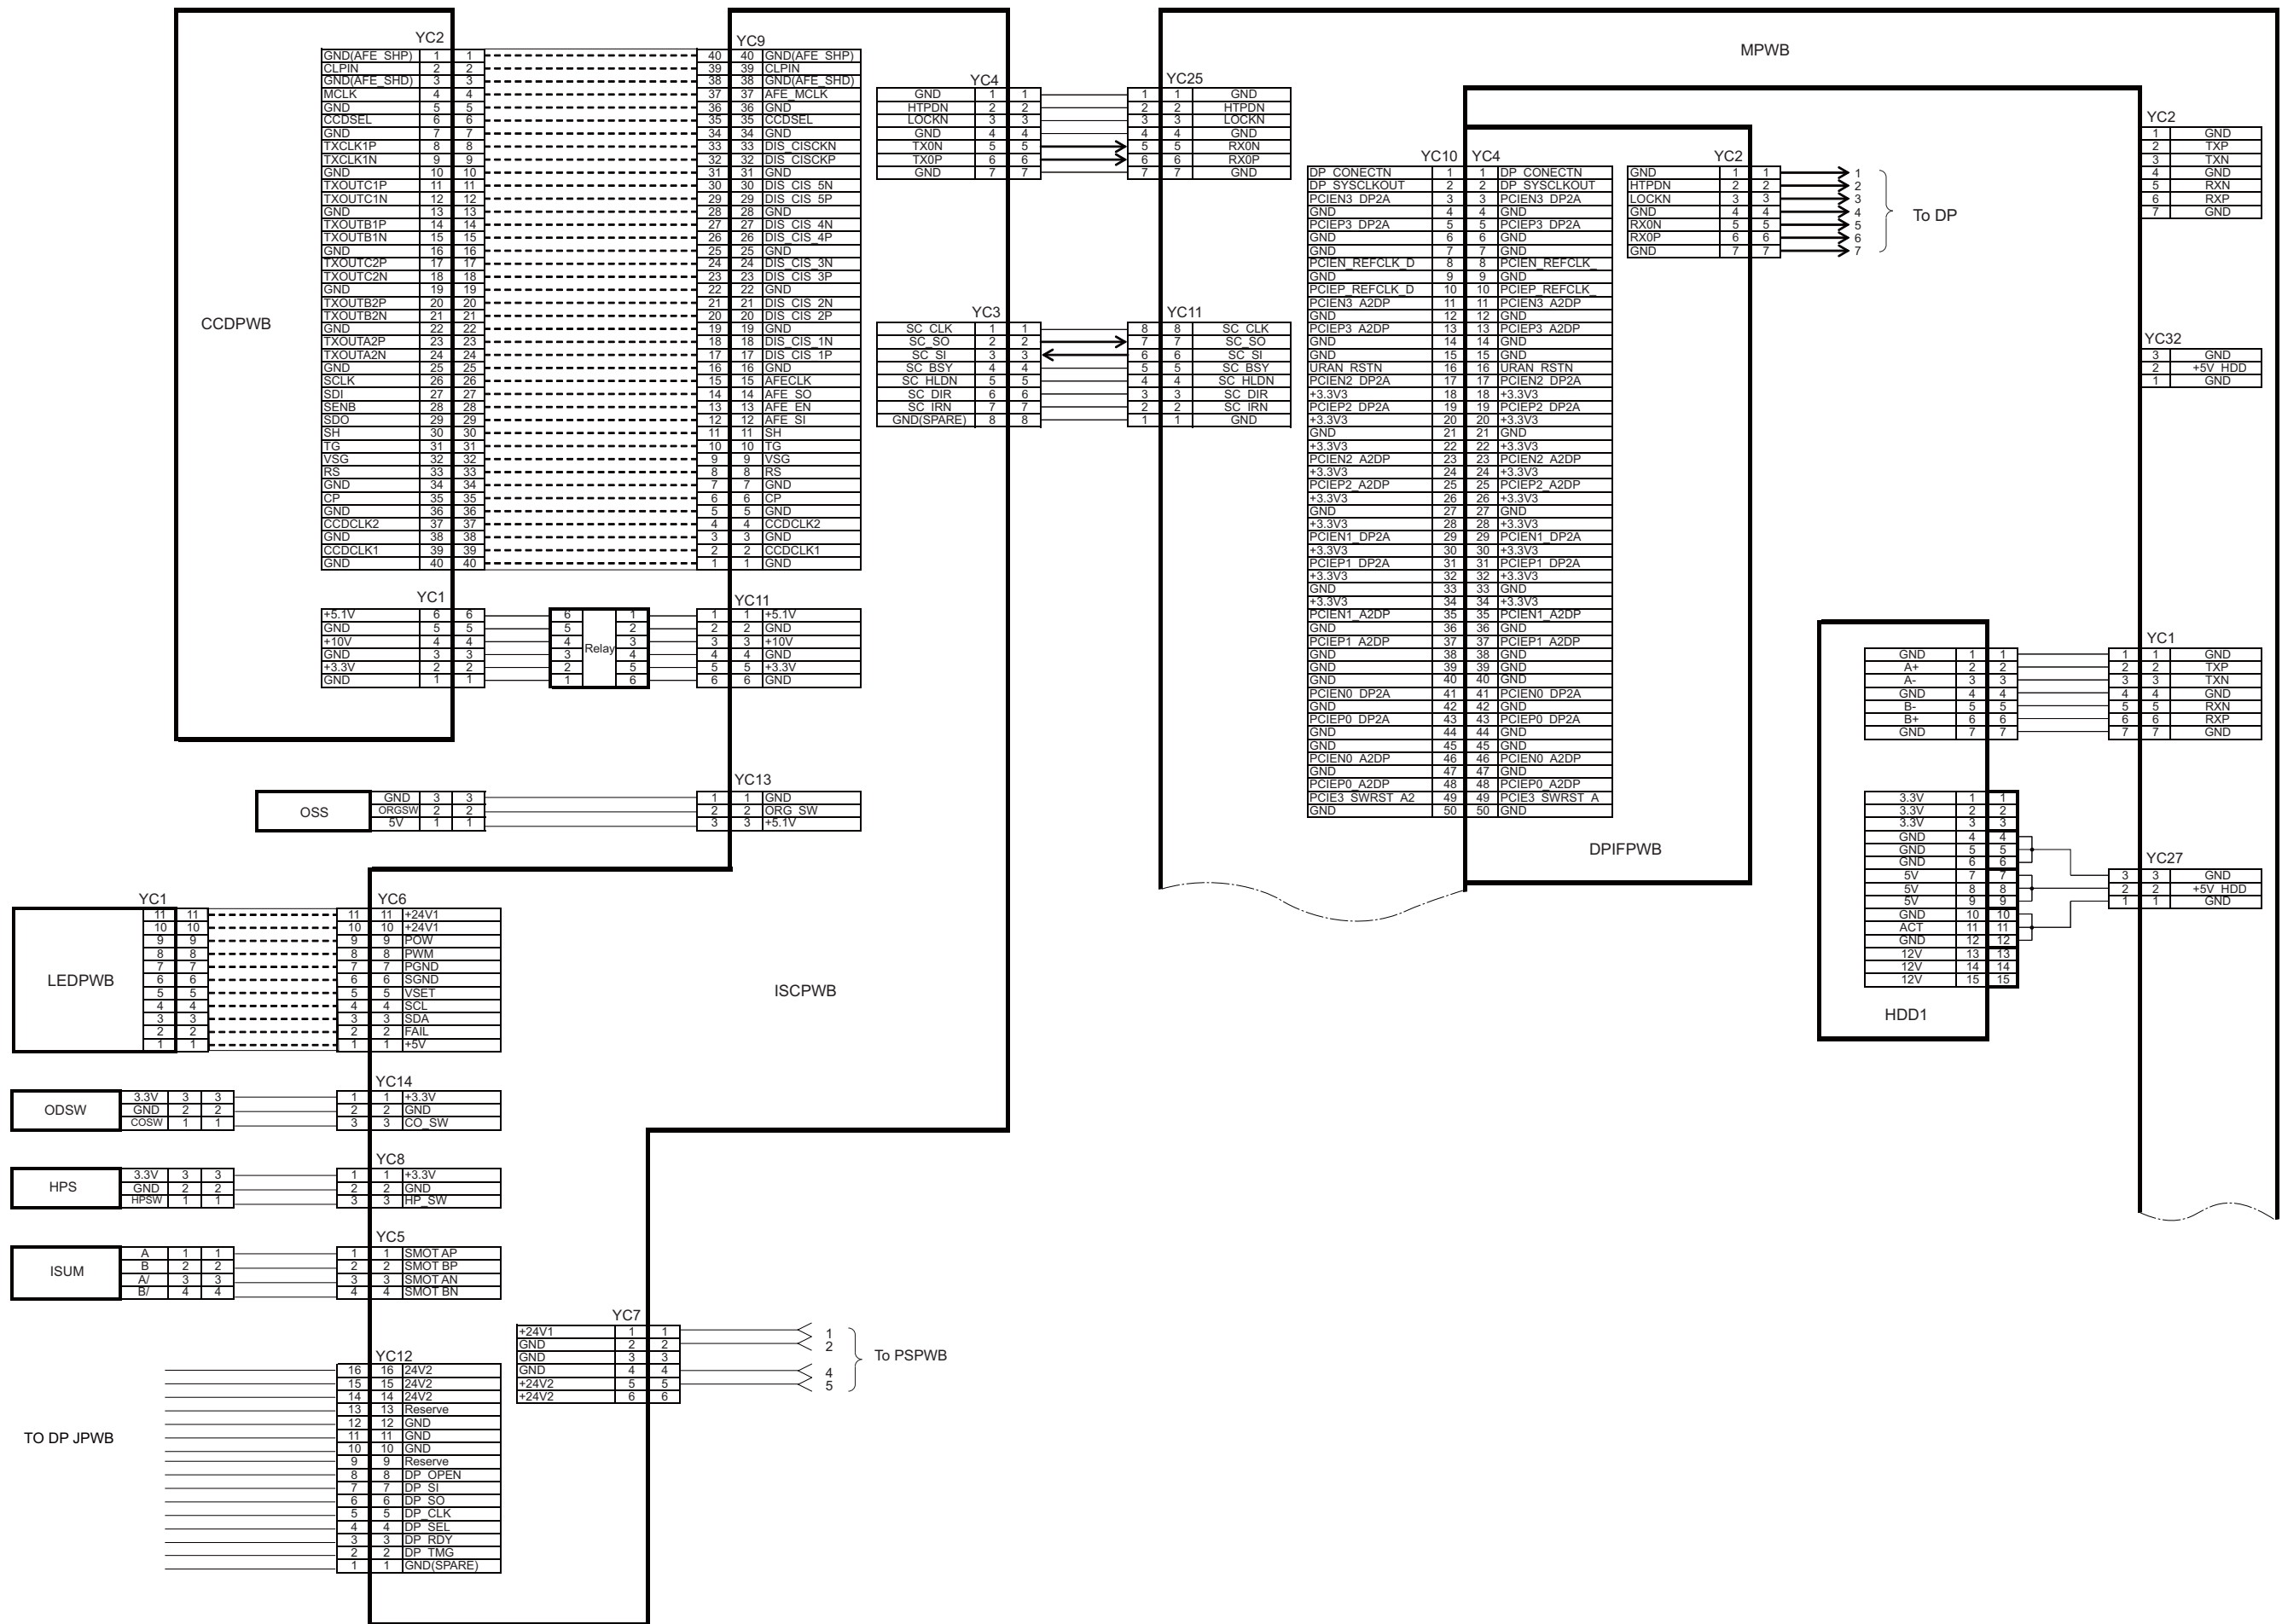 CCDPWB
YC2
GND(AFE_SHP) 1 1
CLPIN 2 2
GND(AFE_SHD) 3 3
MCLK 4 4
GND 5 5
CCDSEL 6 6
GND 7 7
TXCLK1P 8 8
TXCLK1N 9 9
GND 10 10
TXOUTC1P 11 11
TXOUTC1N 12 12
GND 13 13
TXOUTB1P 14 14
TXOUTB1N 15 15
GND 16 16
TXOUTC2P 17 17
TXOUTC2N 18 18
GND 19 19
TXOUTB2P 20 20
TXOUTB2N 21 21
GND 22 22
TXOUTA2P 23 23
TXOUTA2N 24 24
GND 25 25
SCLK 26 26
SDI 27 27
SENB 28 28
SDO 29 29
SH 30 30
TG 31 31
VSG 32 32
RS 33 33
GND 34 34
CP 35 35
GND 36 36
CCDCLK2 37 37
GND 38 38
CCDCLK1 39 39
GND 40 40
YC9
40 40 GND(AFE_SHP)
39 39 CLPIN
38 38 GND(AFE_SHD)
37 37 AFE_MCLK
36 36 GND
35 35 CCDSEL
34 34 GND
33 33 DIS_CISCKN
32 32 DIS_CISCKP
31 31 GND
30 30 DIS_CIS_5N
29 29 DIS_CIS_5P
28 28 GND
27 27 DIS_CIS_4N
26 26 DIS_CIS_4P
25 25 GND
24 24 DIS_CIS_3N
23 23 DIS_CIS_3P
22 22 GND
21 21 DIS_CIS_2N
20 20 DIS_CIS_2P
19 19 GND
18 18 DIS_CIS_1N
17 17 DIS_CIS_1P
16 16 GND
15 15 AFECLK
14 14 AFE_SO
13 13 AFE_EN
12 12 AFE_SI
11 11 SH
10 10 TG
9 9 VSG
8 8 RS
7 7 GND
6 6 CP
5 5 GND
4 4 CCDCLK2
3 3 GND
2 2 CCDCLK1
1 1 GND
YC1
+5.1V 6 6
GND 5 5
+10V 4 4
GND 3 3
+3.3V 2 2
GND 1 1
6 1
5 2
4 3
Relay
3 4
2 5
1 6
YC11
1 1 +5.1V
2 2 GND
3 3 +10V
4 4 GND
5 5 +3.3V
6 6 GND
OSS
GND 3 3
ORGSW 2 2
5V 1 1
YC13
1 1 GND
2 2 ORG_SW
3 3 +5.1V
LEDPWB
YC1
11 11
10 10
9 9
8 8
7 7
6 6
5 5
4 4
3 3
2 2
1 1
YC6
11 11 +24V1
10 10 +24V1
9 9 POW
8 8 PWM
7 7 PGND
6 6 SGND
5 5 VSET
4 4 SCL
3 3 SDA
2 2 FAIL
1 1 +5V
ISCPWB
ODSW
3.3V 3 3
GND 2 2
COSW 1 1
YC14
1 1 +3.3V
2 2 GND
3 3 CO_SW
HPS
3.3V 3 3
GND 2 2
HPSW 1 1
YC8
1 1 +3.3V
2 2 GND
3 3 HP_SW
ISUM
A 1 1
B 2 2
A/ 3 3
B/ 4 4
YC5
1 1 SMOT AP
2 2 SMOT BP
3 3 SMOT AN
4 4 SMOT BN
TO DP JPWB
YC12
16 16 24V2
15 15 24V2
14 14 24V2
13 13 Reserve
12 12 GND
11 11 GND
10 10 GND
9 9 Reserve
8 8 DP_OPEN
7 7 DP_SI
6 6 DP_SO
5 5 DP_CLK
4 4 DP_SEL
3 3 DP_RDY
2 2 DP_TMG
1 1 GND(SPARE)
YC7
+24V1 1 1
GND 2 2
GND 3 3
GND 4 4
+24V2 5 5
+24V2 6 6
1
2
4
5
To PSPWB
YC4
GND 1 1
HTPDN 2 2
LOCKN 3 3
GND 4 4
TX0N 5 5
TX0P 6 6
GND 7 7
YC25
1 1 GND
2 2 HTPDN
3 3 LOCKN
4 4 GND
5 5 RX0N
6 6 RX0P
7 7 GND
YC3
SC_CLK 1 1
SC_SO 2 2
SC_SI 3 3
SC_BSY 4 4
SC_HLDN 5 5
SC_DIR 6 6
SC_IRN 7 7
GND(SPARE) 8 8
YC11
8 8 SC_CLK
7 7 SC_SO
6 6 SC_SI
5 5 SC_BSY
4 4 SC_HLDN
3 3 SC_DIR
2 2 SC_IRN
1 1 GND
MPWB
YC10 YC4
DP_CONECTN 1 1 DP_CONECTN
DP_SYSCLKOUT 2 2 DP_SYSCLKOUT
PCIEN3_DP2A 3 3 PCIEN3_DP2A
GND 4 4 GND
PCIEP3_DP2A 5 5 PCIEP3_DP2A
GND 6 6 GND
GND 7 7 GND
PCIEN_REFCLK_D 8 8 PCIEN_REFCLK_
GND 9 9 GND
PCIEP_REFCLK_D 10 10 PCIEP_REFCLK_
PCIEN3_A2DP 11 11 PCIEN3_A2DP
GND 12 12 GND
PCIEP3_A2DP 13 13 PCIEP3_A2DP
GND 14 14 GND
GND 15 15 GND
URAN_RSTN 16 16 URAN_RSTN
PCIEN2_DP2A 17 17 PCIEN2_DP2A
+3.3V3 18 18 +3.3V3
PCIEP2_DP2A 19 19 PCIEP2_DP2A
+3.3V3 20 20 +3.3V3
GND 21 21 GND
+3.3V3 22 22 +3.3V3
PCIEN2_A2DP 23 23 PCIEN2_A2DP
+3.3V3 24 24 +3.3V3
PCIEP2_A2DP 25 25 PCIEP2_A2DP
+3.3V3 26 26 +3.3V3
GND 27 27 GND
+3.3V3 28 28 +3.3V3
PCIEN1_DP2A 29 29 PCIEN1_DP2A
+3.3V3 30 30 +3.3V3
PCIEP1_DP2A 31 31 PCIEP1_DP2A
+3.3V3 32 32 +3.3V3
GND 33 33 GND
+3.3V3 34 34 +3.3V3
PCIEN1_A2DP 35 35 PCIEN1_A2DP
GND 36 36 GND
PCIEP1_A2DP 37 37 PCIEP1_A2DP
GND 38 38 GND
GND 39 39 GND
GND 40 40 GND
PCIEN0_DP2A 41 41 PCIEN0_DP2A
GND 42 42 GND
PCIEP0_DP2A 43 43 PCIEP0_DP2A
GND 44 44 GND
GND 45 45 GND
PCIEN0_A2DP 46 46 PCIEN0_A2DP
GND 47 47 GND
PCIEP0_A2DP 48 48 PCIEP0_A2DP
PCIE3_SWRST_A2 49 49 PCIE3_SWRST_A
GND 50 50 GND
DPIFPWB
YC2
GND 1 1 1
HTPDN 2 2 2
LOCKN 3 3 3
GND 4 4 4
RX0N 5 5 5
RX0P 6 6 6
GND 7 7 7
To DP
YC2
1 GND
2 TXP
3 TXN
4 GND
5 RXN
6 RXP
7 GND
YC32
3 GND
2 +5V_HDD
1 GND
GND 1 1
A+ 2 2
A- 3 3
GND 4 4
B- 5 5
B+ 6 6
GND 7 7
YC1
1 1 GND
2 2 TXP
3 3 TXN
4 4 GND
5 5 RXN
6 6 RXP
7 7 GND
3.3V 1 1
3.3V 2 2
3.3V 3 3
GND 4 4
GND 5 5
GND 6 6
5V 7 7
5V 8 8
5V 9 9
GND 10 10
ACT 11 11
GND 12 12
12V 13 13
12V 14 14
12V 15 15
HDD1
YC27
3 3 GND
2 2 +5V_HDD
1 1 GND